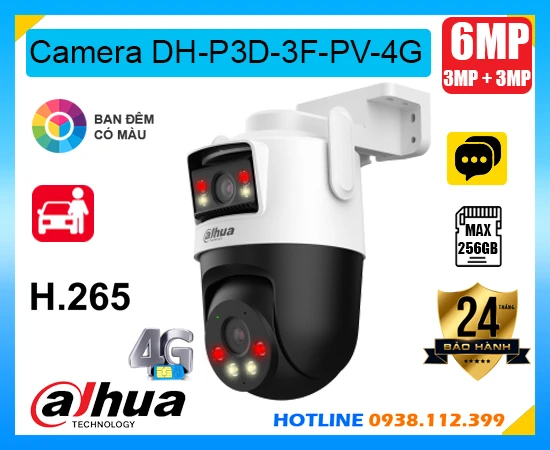 Camera DH-P3D-3F-PV-4G
6MP
3MP + 3MP
BAN ĐÊM
CÓ MÀU
alhua
MAX
256GB
H.265
4G
24
THÁNG
BẢO HÀNH
alhua
TECHNOLOGY
HOTLINE 0938.112.399